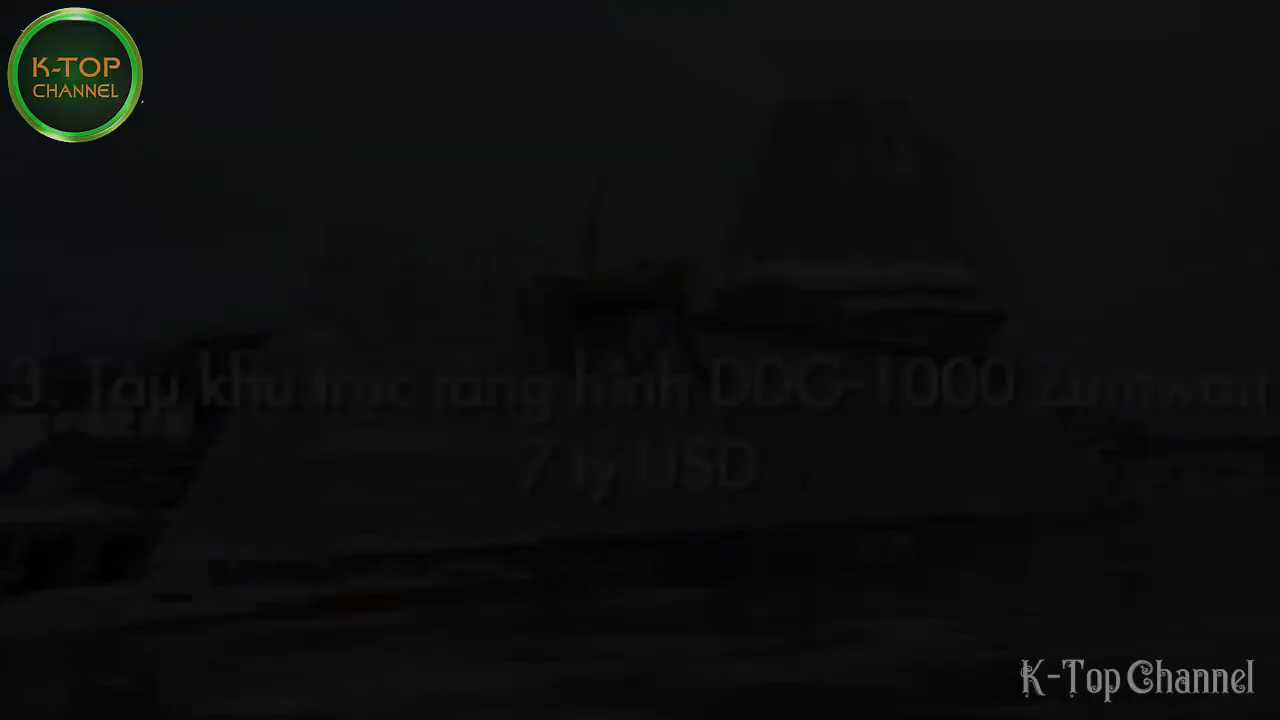 K-TOP
CHANNEL
3. Tàu khu trục tàng hình DDG-1000 Zumwalt
7 tỷ USD
K-Top Channel